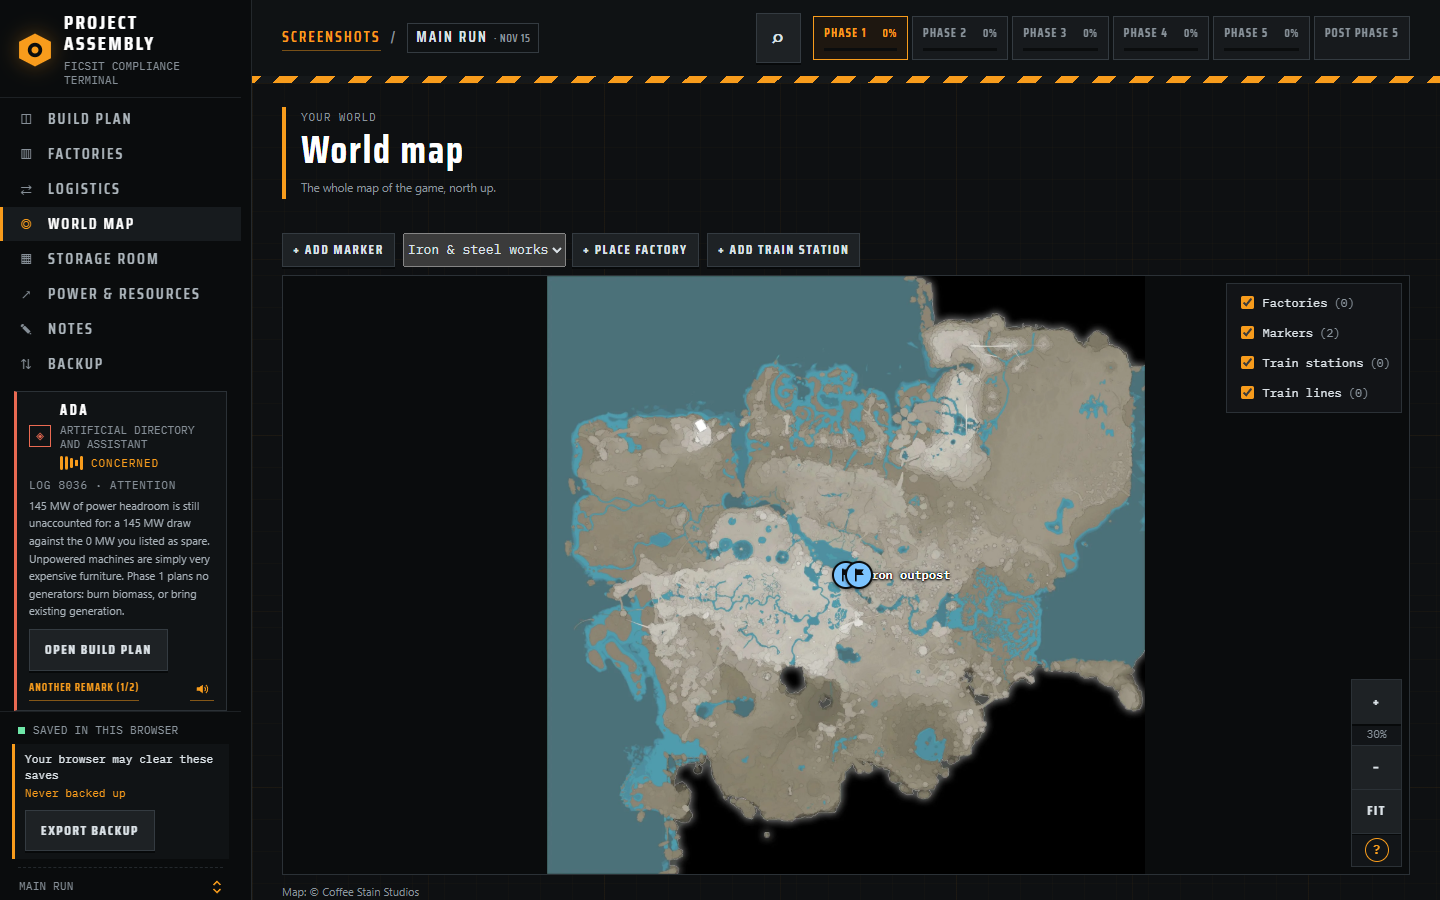 PROJECT
ASSEMBLY
FICSIT COMPLIANCE
TERMINAL
BUILD PLAN
FACTORIES
LOGISTICS
WORLD MAP
STORAGE ROOM
POWER & RESOURCES
NOTES
BACKUP
ADA
ARTIFICIAL DIRECTORY
AND ASSISTANT
CONCERNED
LOG 8036 · ATTENTION
145 MW of power headroom is still
unaccounted for: a 145 MW draw
against the 0 MW you listed as spare.
Unpowered machines are simply very
expensive furniture. Phase 1 plans no
generators: burn biomass, or bring
existing generation.
OPEN BUILD PLAN
ANOTHER REMARK (1/2)
SAVED IN THIS BROWSER
Your browser may clear these
saves
Never backed up
EXPORT BACKUP
MAIN RUN
SCREENSHOTS / MAIN RUN · NOV 15
PHASE 1 0%
PHASE 2 0%
PHASE 3 0%
PHASE 4 0%
PHASE 5 0%
POST PHASE 5
YOUR WORLD
World map
The whole map of the game, north up.
+ ADD MARKER
Iron & steel works
+ PLACE FACTORY
+ ADD TRAIN STATION
Factories (0)
Markers (2)
Train stations (0)
Train lines (0)
ron outpost
+
30%
-
FIT
?
Map: © Coffee Stain Studios